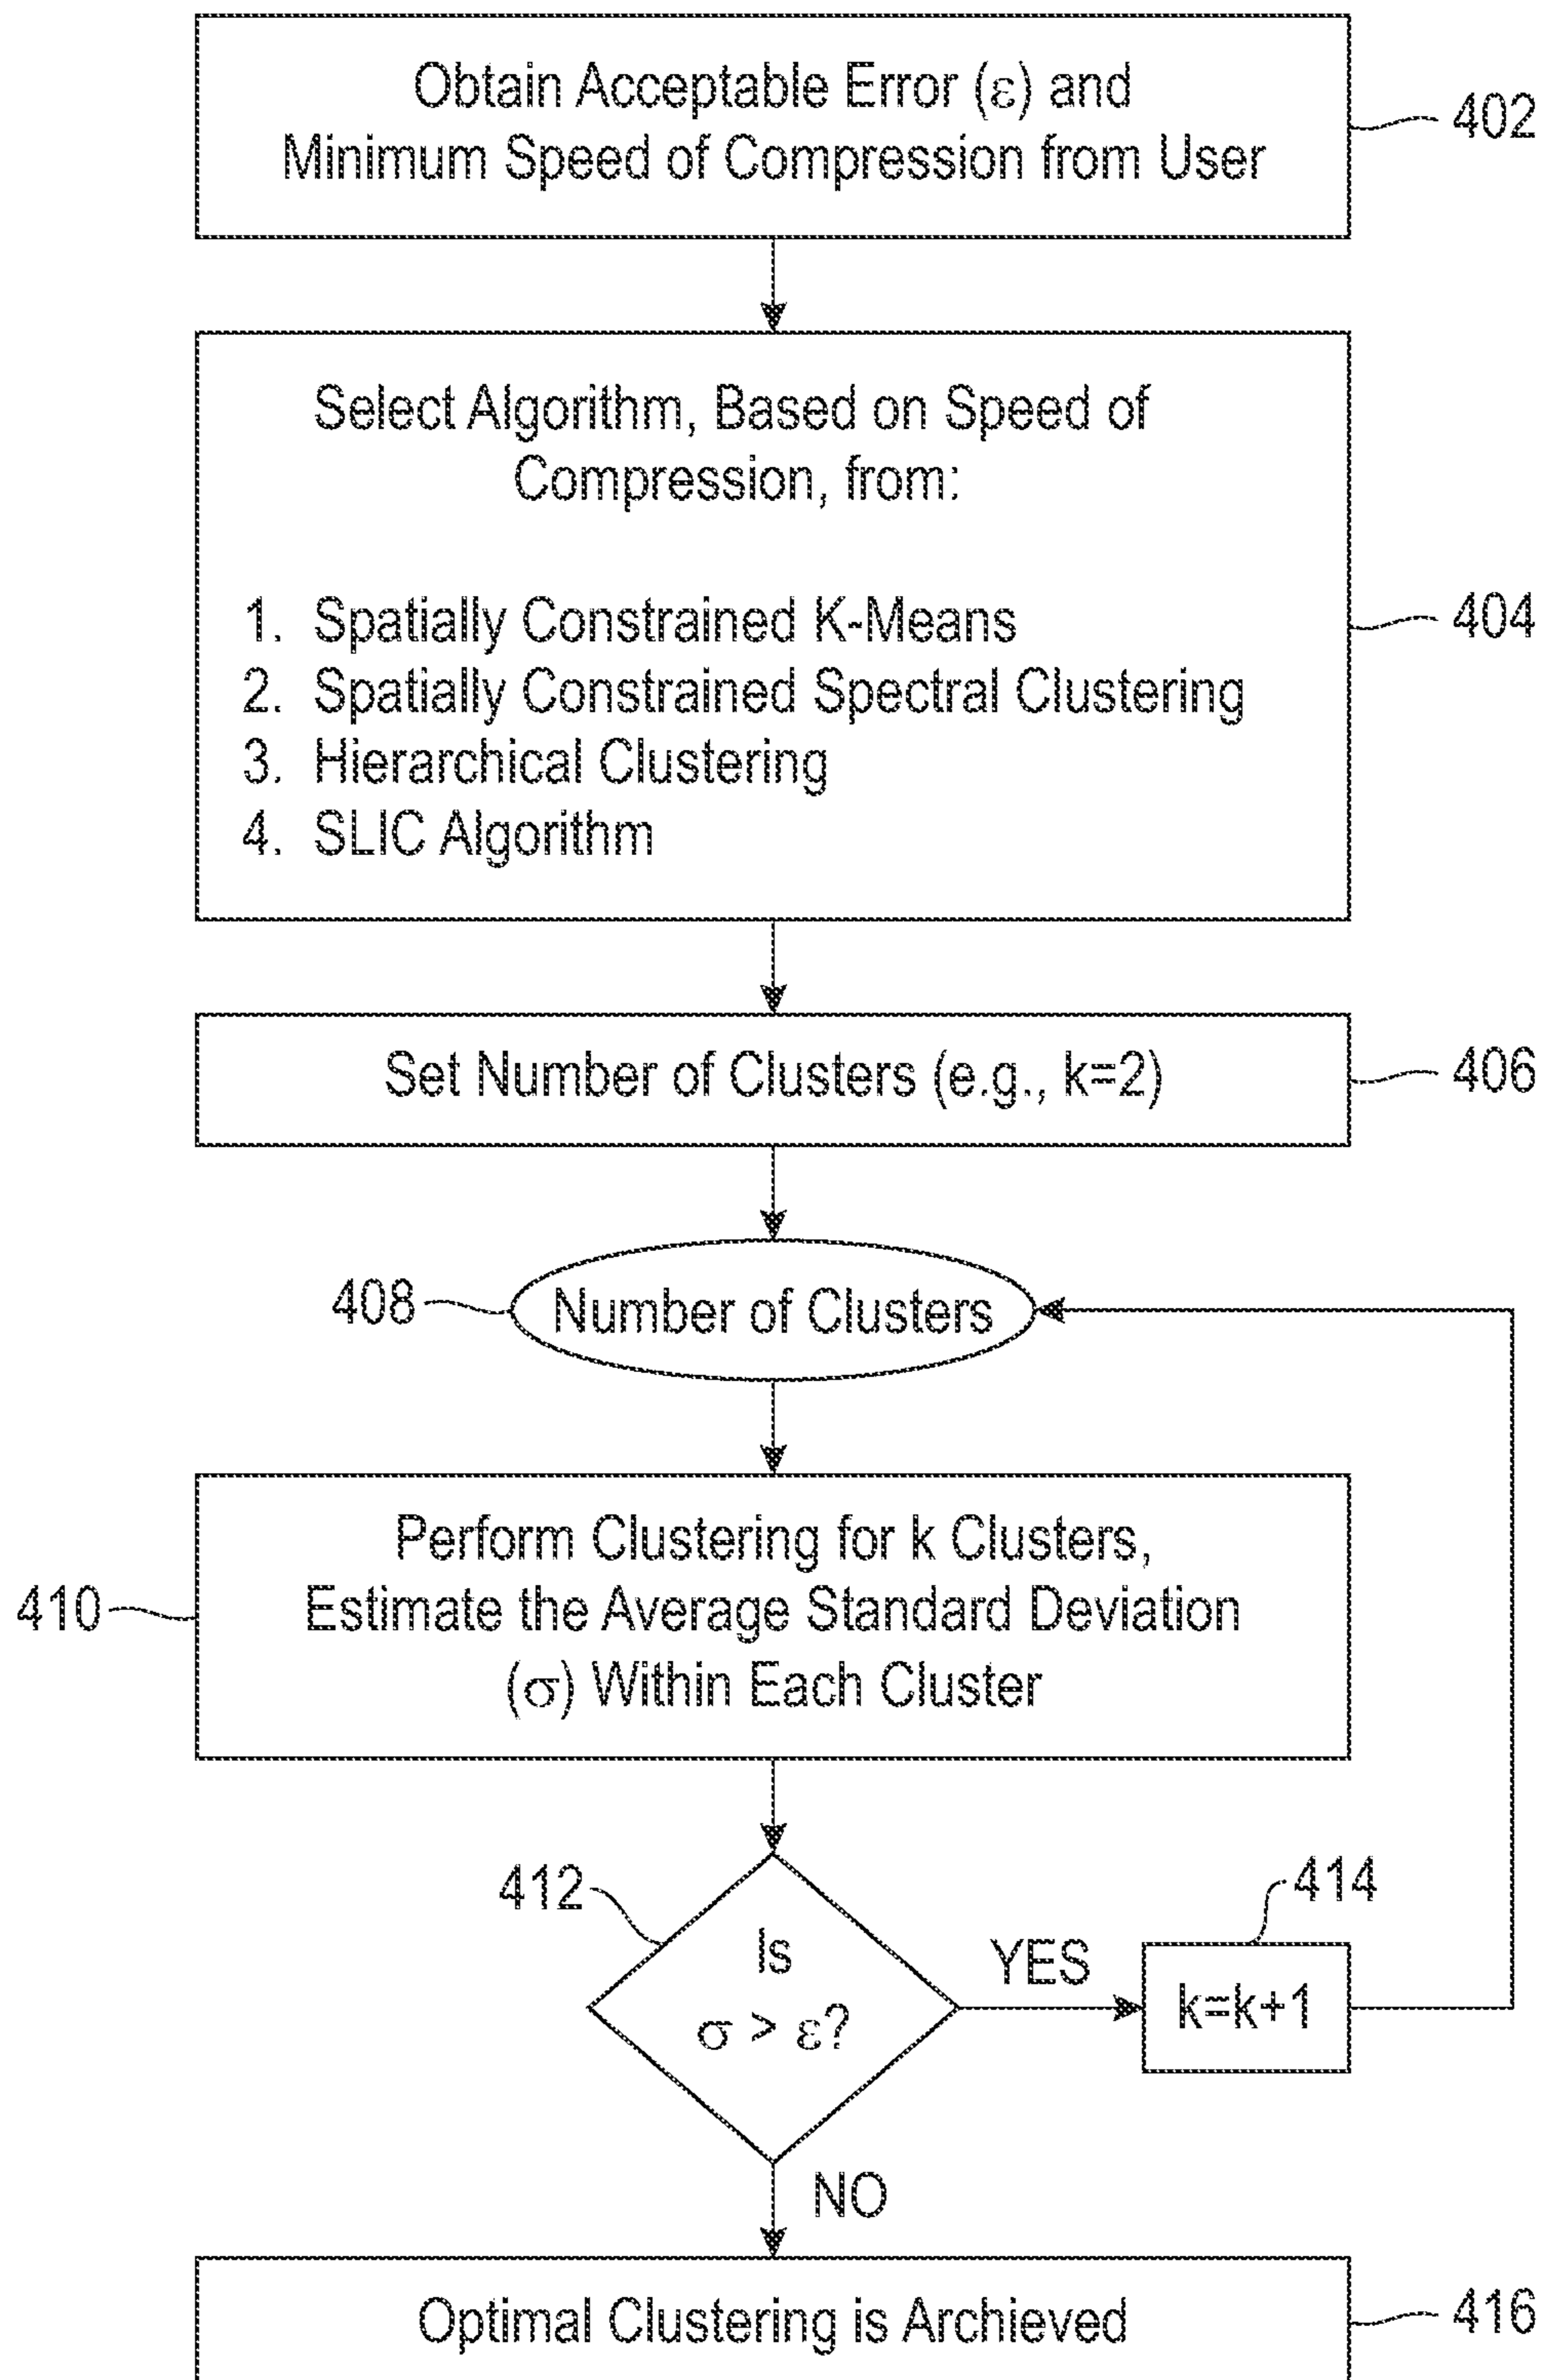 Obtain Acceptable Error (ε) and
Minimum Speed of Compression from User
402
Select Algorithm, Based on Speed of
Compression, from:
1. Spatially Constrained K-Means
2. Spatially Constrained Spectral Clustering
3. Hierarchical Clustering
4. SLIC Algorithm
404
Set Number of Clusters (e.g., k=2)
406
408
Number of Clusters
410
Perform Clustering for k Clusters,
Estimate the Average Standard Deviation
(σ) Within Each Cluster
412
Is
σ > ε?
YES
414
k=k+1
NO
Optimal Clustering is Archieved
416